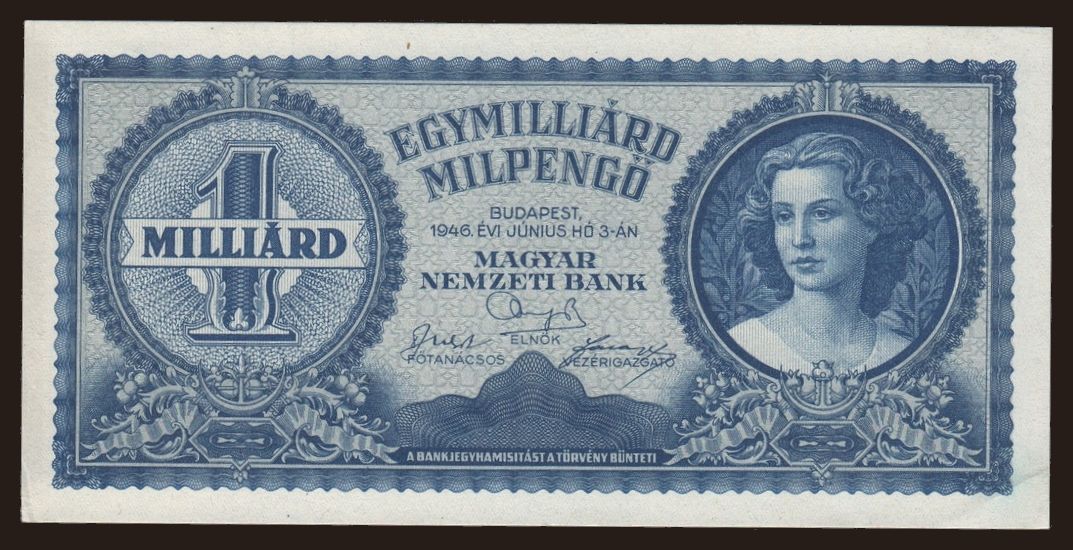 1
MILLIÁRD
EGYMILLIÁRD
MILPENGŐ
BUDAPEST,
1946. ÉVI JÚNIUS HÓ 3-ÁN
MAGYAR
NEMZETI BANK
ELNÖK
FŐTANÁCSOS
VEZÉRIGAZGATÓ
A BANKJEGYHAMISITÁST A TÖRVÉNY BÜNTETI